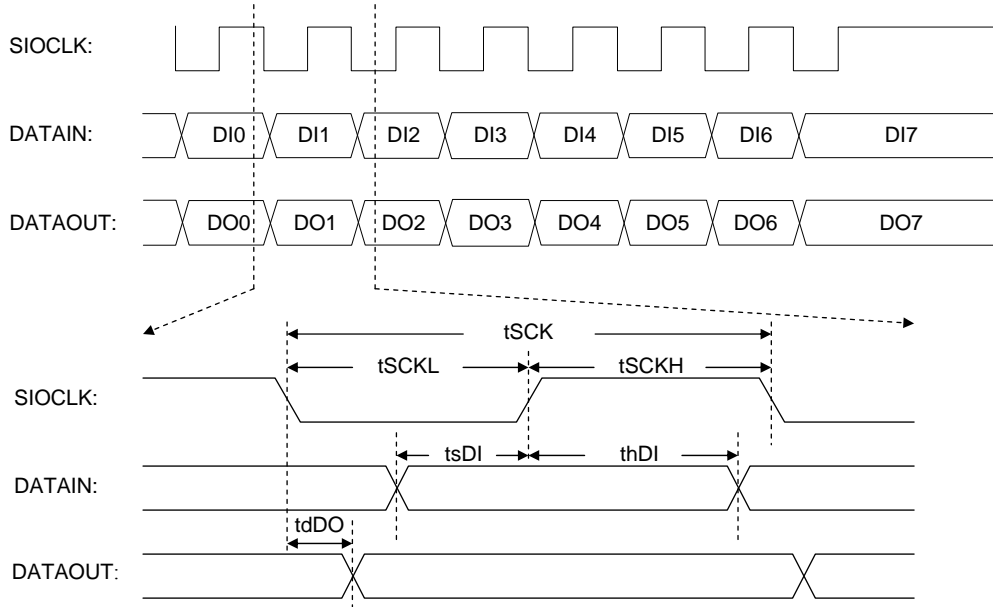 SIOCLK:
DATAIN: DI0 DI1 DI2 DI3 DI4 DI5 DI6 DI7
DATAOUT: DO0 DO1 DO2 DO3 DO4 DO5 DO6 DO7
tSCK
tSCKL tSCKH
SIOCLK:
tsDI thDI
DATAIN:
tdDO
DATAOUT: